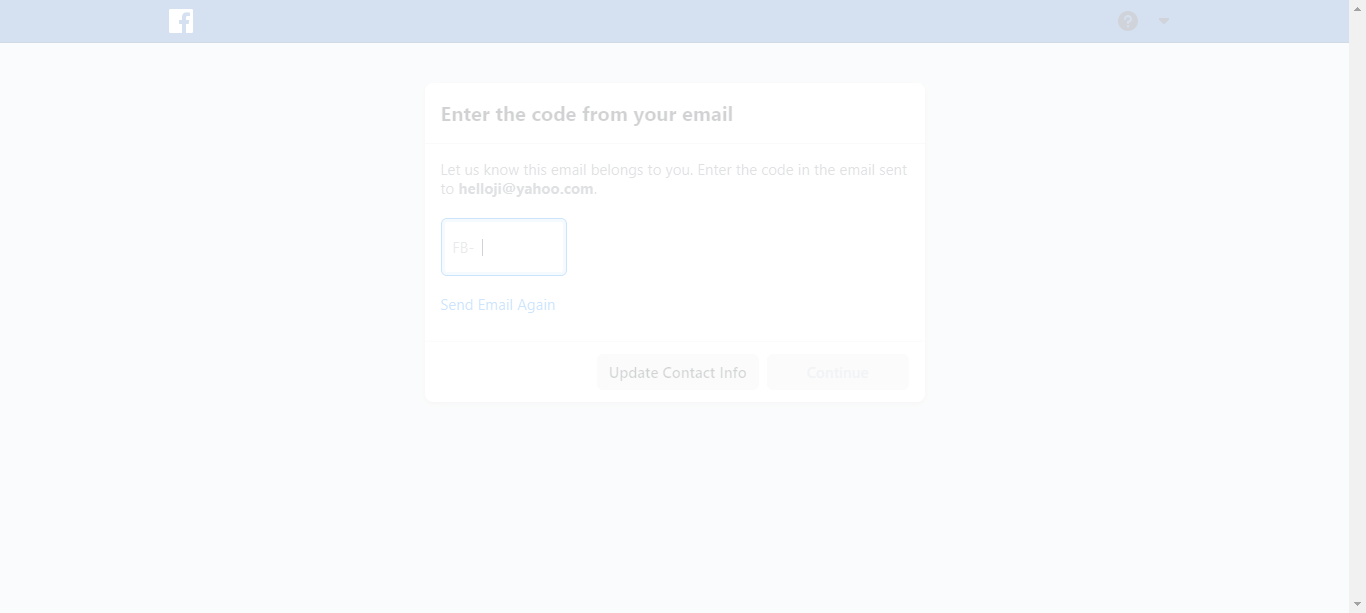 Enter the code from your email
Let us know this email belongs to you. Enter the code in the email sent
to helloji@yahoo.com.
FB-
Send Email Again
Update Contact Info
Continue